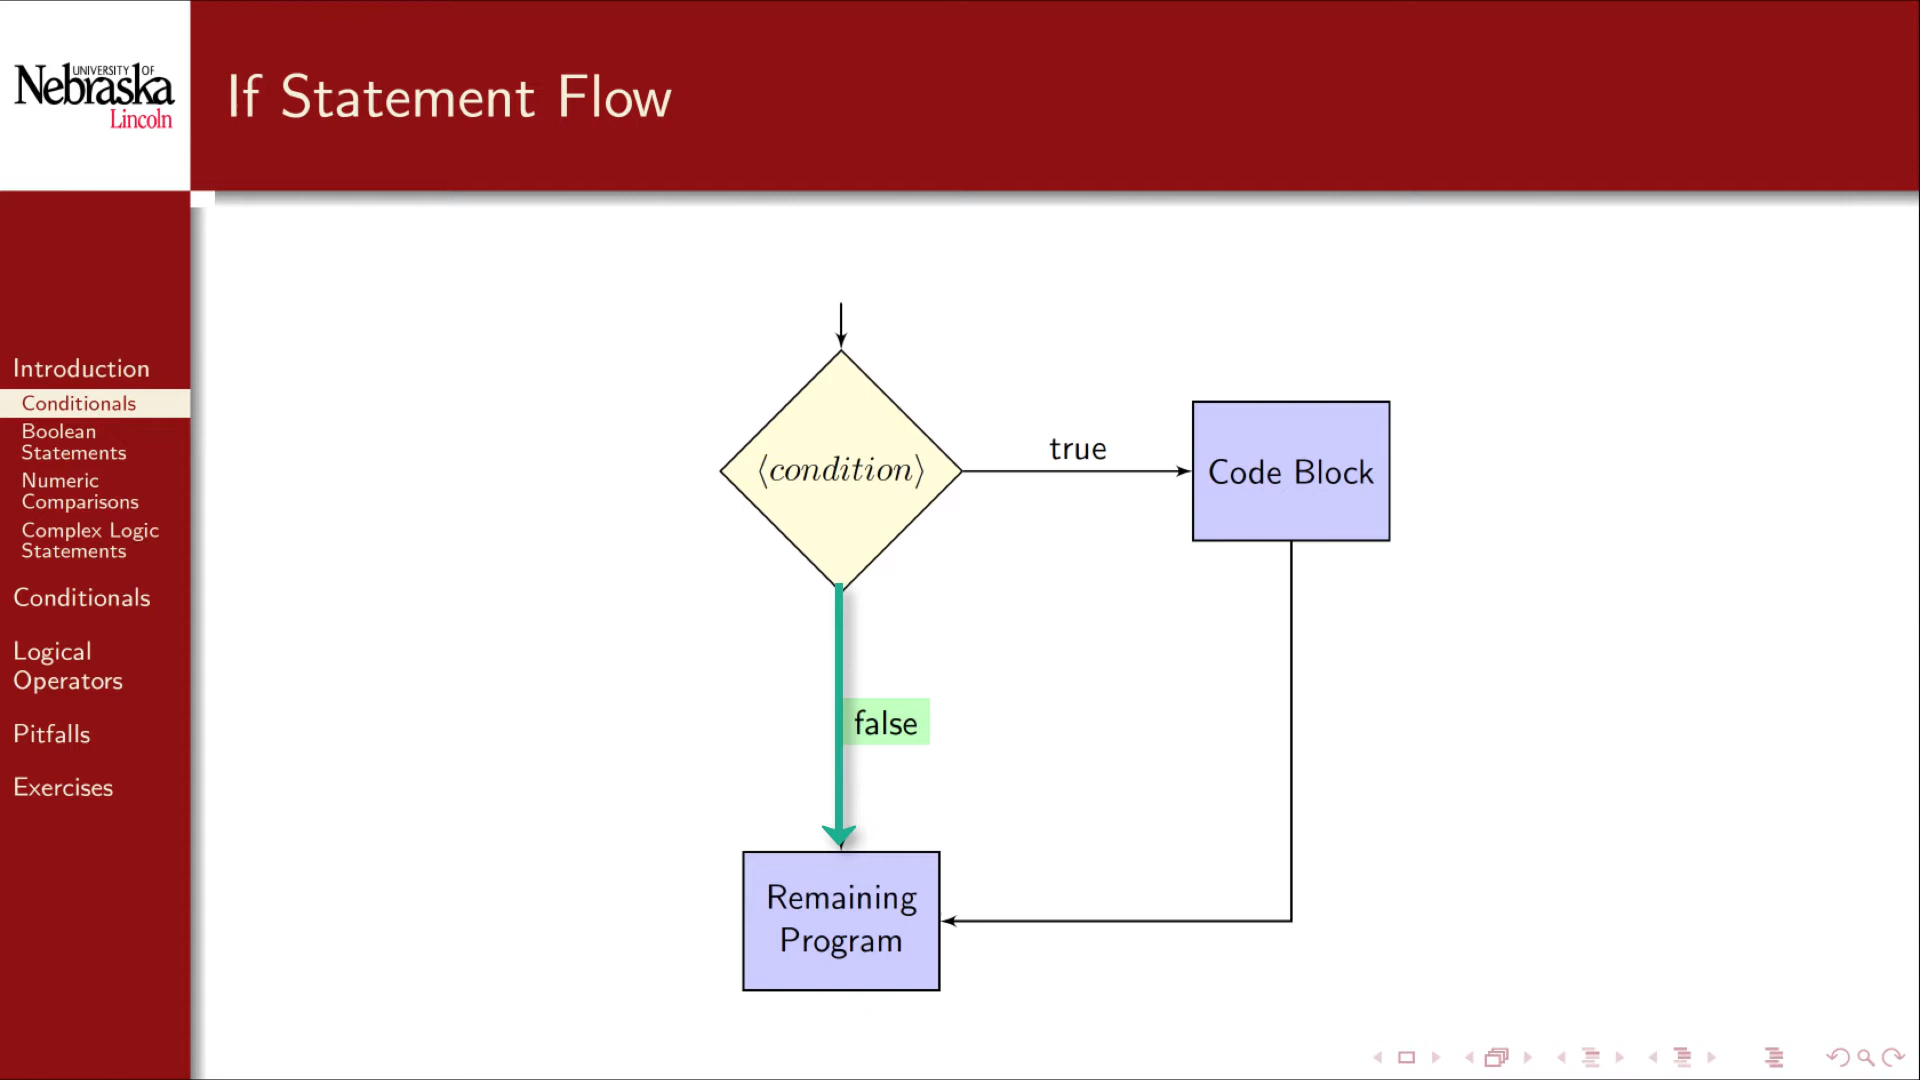 UNIVERSITY OF
Nebraska
Lincoln
If Statement Flow
Introduction
Conditionals
Boolean
Statements
Numeric
Comparisons
Complex Logic
Statements
Conditionals
Logical
Operators
Pitfalls
Exercises
⟨condition⟩
true
Code Block
false
Remaining
Program